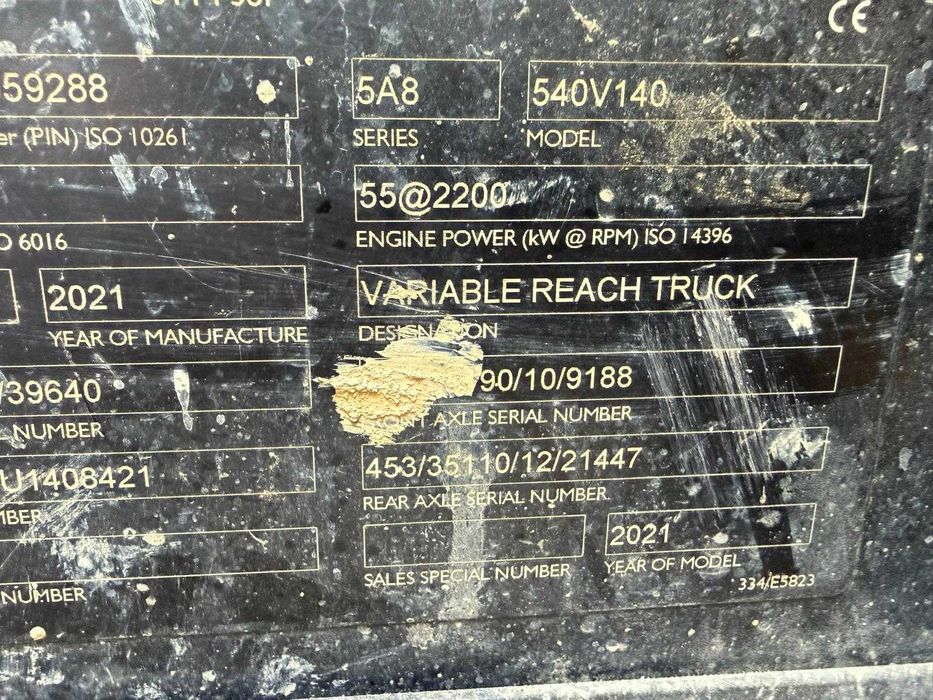 CE
59288 5A8 540V140
er (PIN) ISO 10261 SERIES MODEL
55@2200
O 6016 ENGINE POWER (kW @ RPM) ISO 14396
2021 VARIABLE REACH TRUCK
YEAR OF MANUFACTURE DESIGNATION
/39640 90/10/9188
NUMBER AXLE SERIAL NUMBER
U1408421 453/35110/12/21447
MBER REAR AXLE SERIAL NUMBER
2021
NUMBER SALES SPECIAL NUMBER YEAR OF MODEL
334/E5823